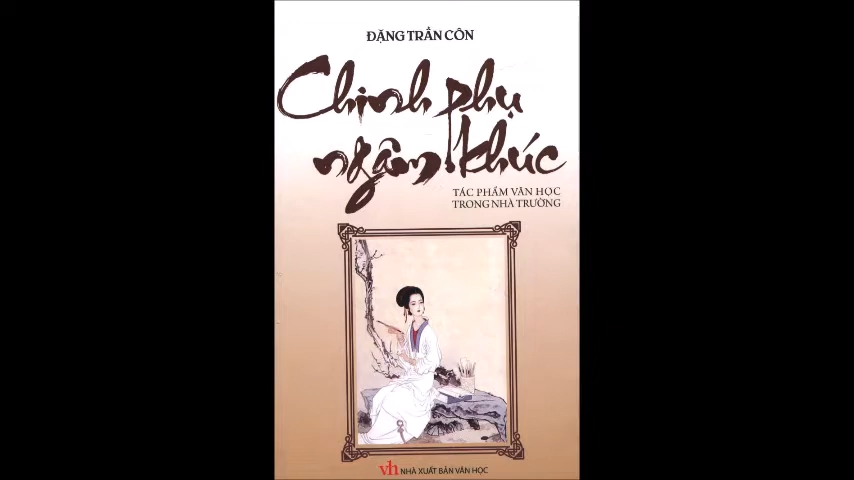 ĐẶNG TRẦN CÔN
Chinh phụ
ngâm khúc
TÁC PHẨM VĂN HỌC
TRONG NHÀ TRƯỜNG
vh NHÀ XUẤT BẢN VĂN HỌC